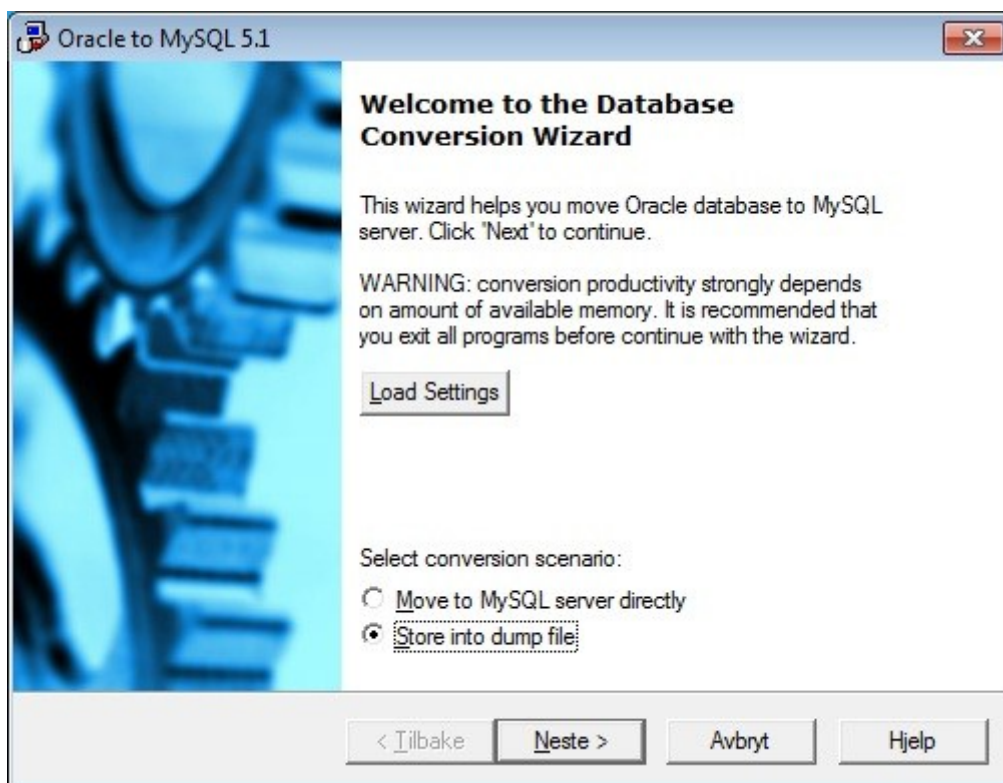 Oracle to MySQL 5.1
Welcome to the Database
Conversion Wizard
This wizard helps you move Oracle database to MySQL
server. Click "Next" to continue.
WARNING: conversion productivity strongly depends
on amount of available memory. It is recommended that
you exit all programs before continue with the wizard.
Load Settings
Select conversion scenario:
Move to MySQL server directly
Store into dump file
< Tilbake
Neste >
Avbryt
Hjelp